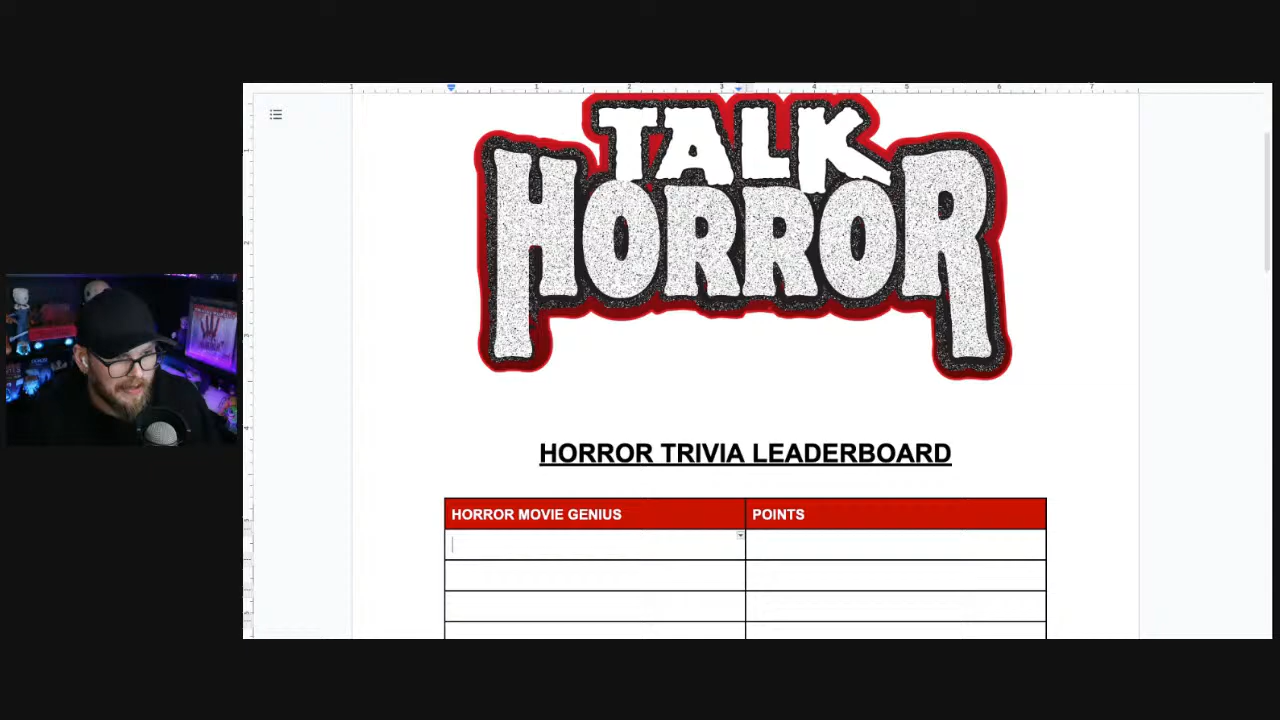 TALK
HORROR
HORROR TRIVIA LEADERBOARD
HORROR MOVIE GENIUS POINTS